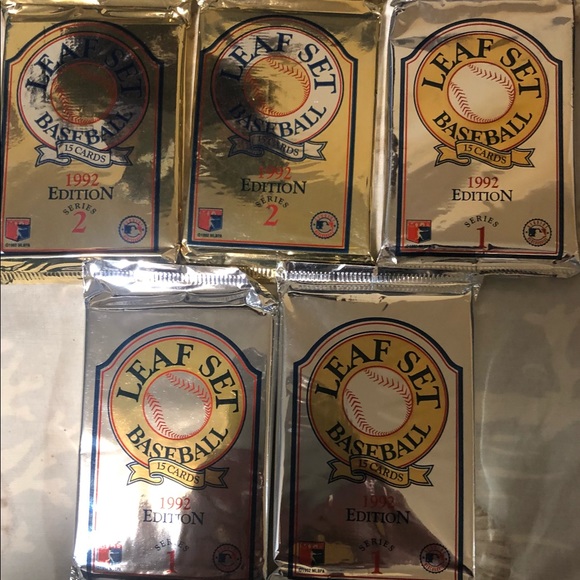 LEAF SET
BASEBALL
15 CARDS
1992
EDITION
SERIES
2
LEAF SET
BASEBALL
15 CARDS
1992
EDITION
SERIES
2
LEAF SET
BASEBALL
15 CARDS
1992
EDITION
SERIES
1
LEAF SET
BASEBALL
15 CARDS
1992
EDITION
SERIES
1
LEAF SET
BASEBALL
15 CARDS
1992
EDITION
SERIES
1